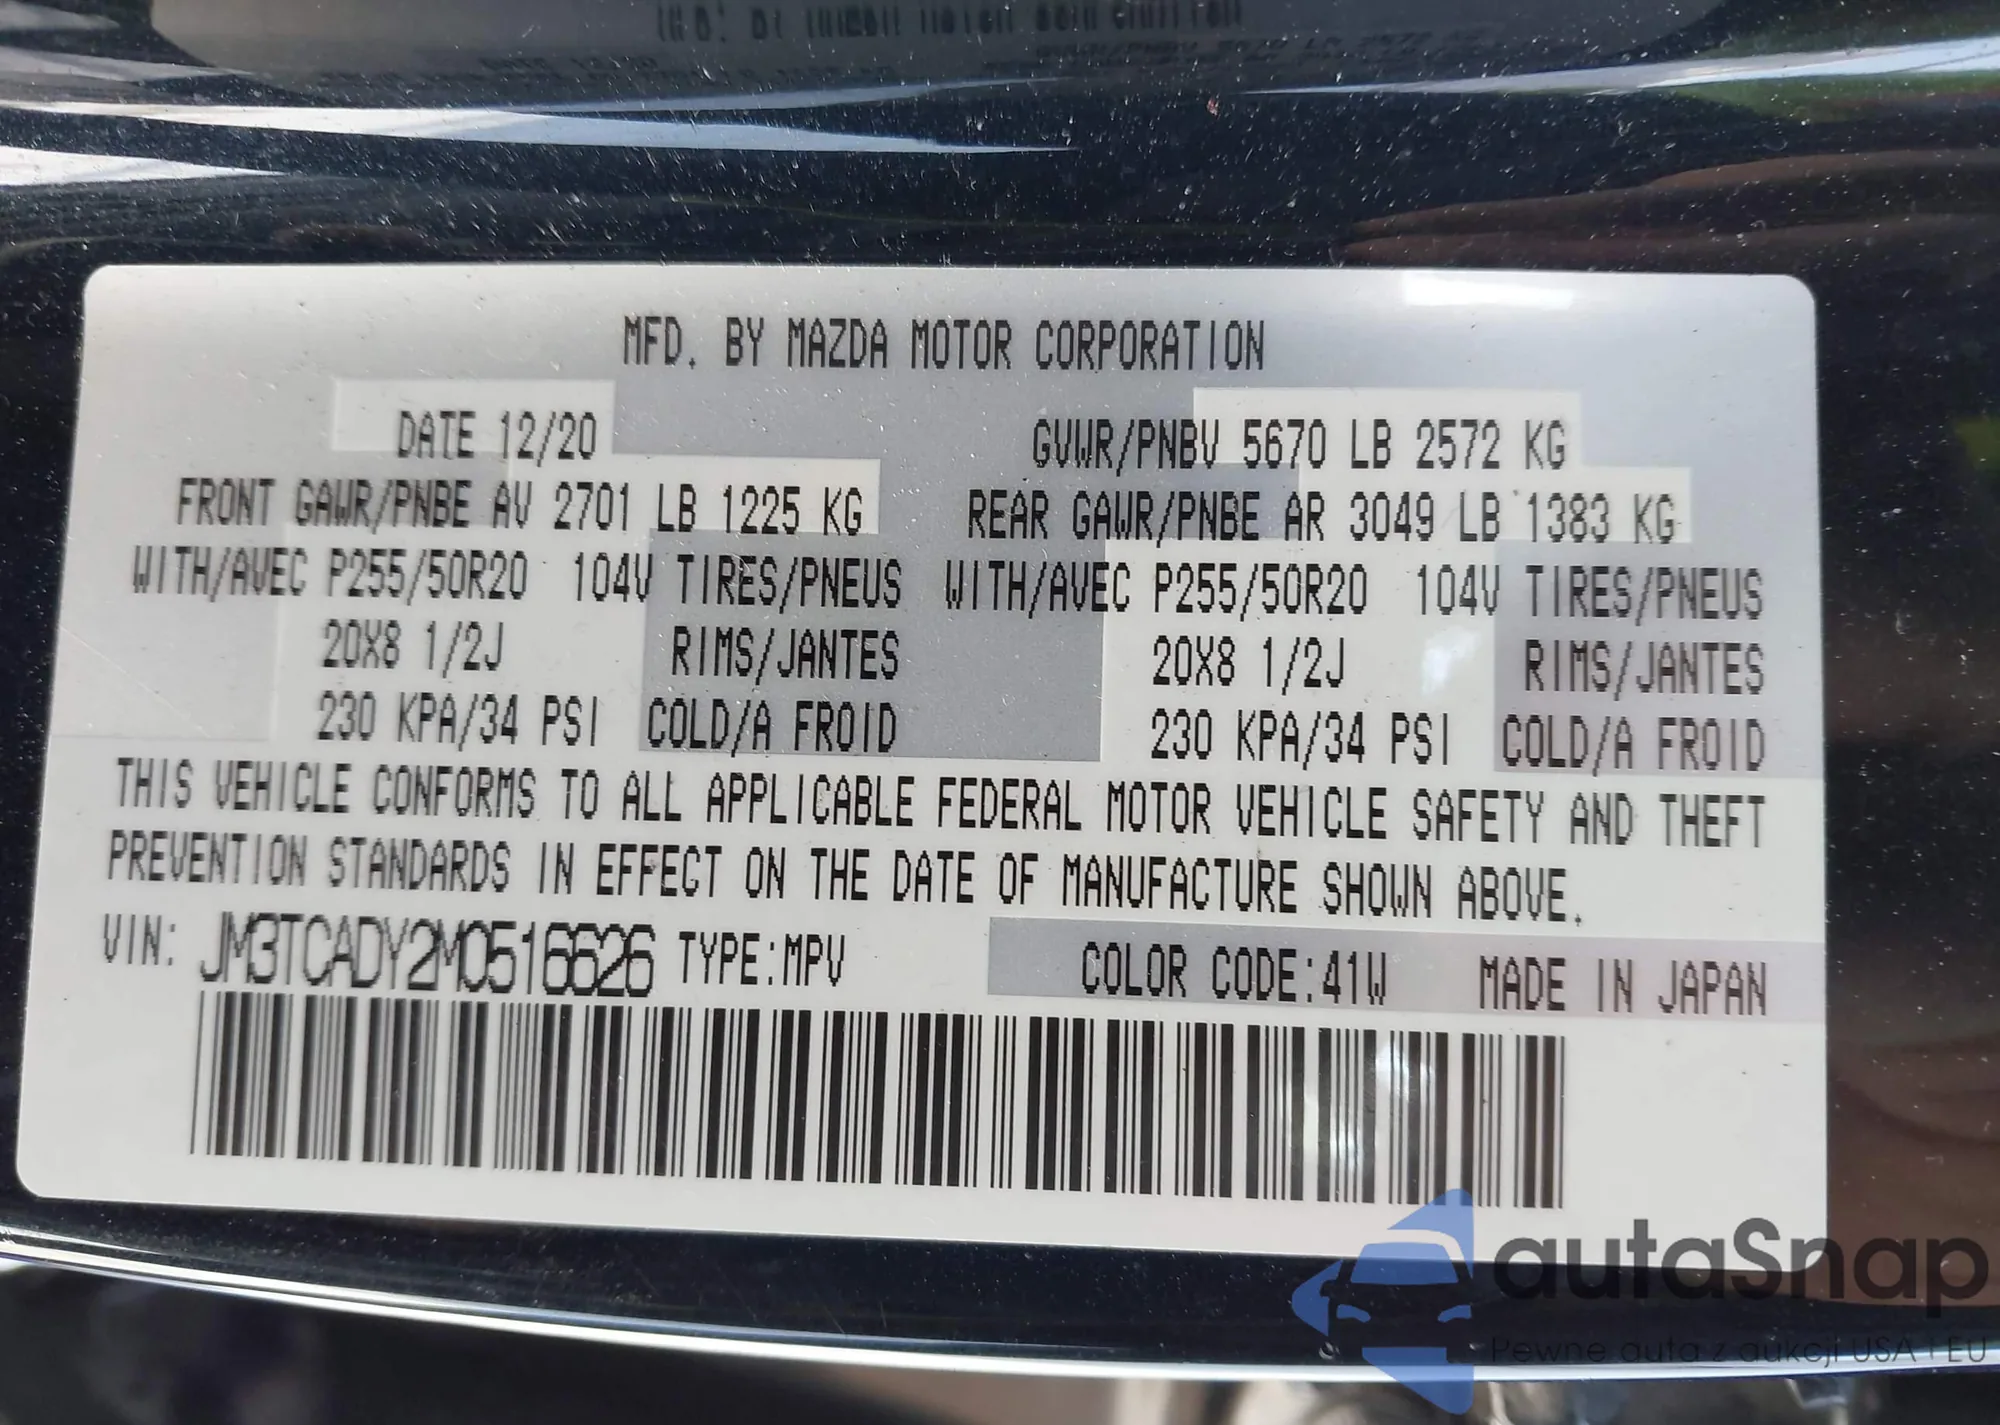 MFD. BY MAZDA MOTOR CORPORATION
DATE 12/20 GVWR/PNBV 5670 LB 2572 KG
FRONT GAWR/PNBE AV 2701 LB 1225 KG REAR GAWR/PNBE AR 3049 LB 1383 KG
WITH/AVEC P255/50R20 104V TIRES/PNEUS WITH/AVEC P255/50R20 104V TIRES/PNEUS
20X8 1/2J RIMS/JANTES 20X8 1/2J RIMS/JANTES
230 KPA/34 PSI COLD/A FROID 230 KPA/34 PSI COLD/A FROID
THIS VEHICLE CONFORMS TO ALL APPLICABLE FEDERAL MOTOR VEHICLE SAFETY AND THEFT
PREVENTION STANDARDS IN EFFECT ON THE DATE OF MANUFACTURE SHOWN ABOVE.
VIN: JM3TCADY2M0516626 TYPE:MPV COLOR CODE:41W MADE IN JAPAN
autaSnap
Pewne auta z aukcji USA i EU